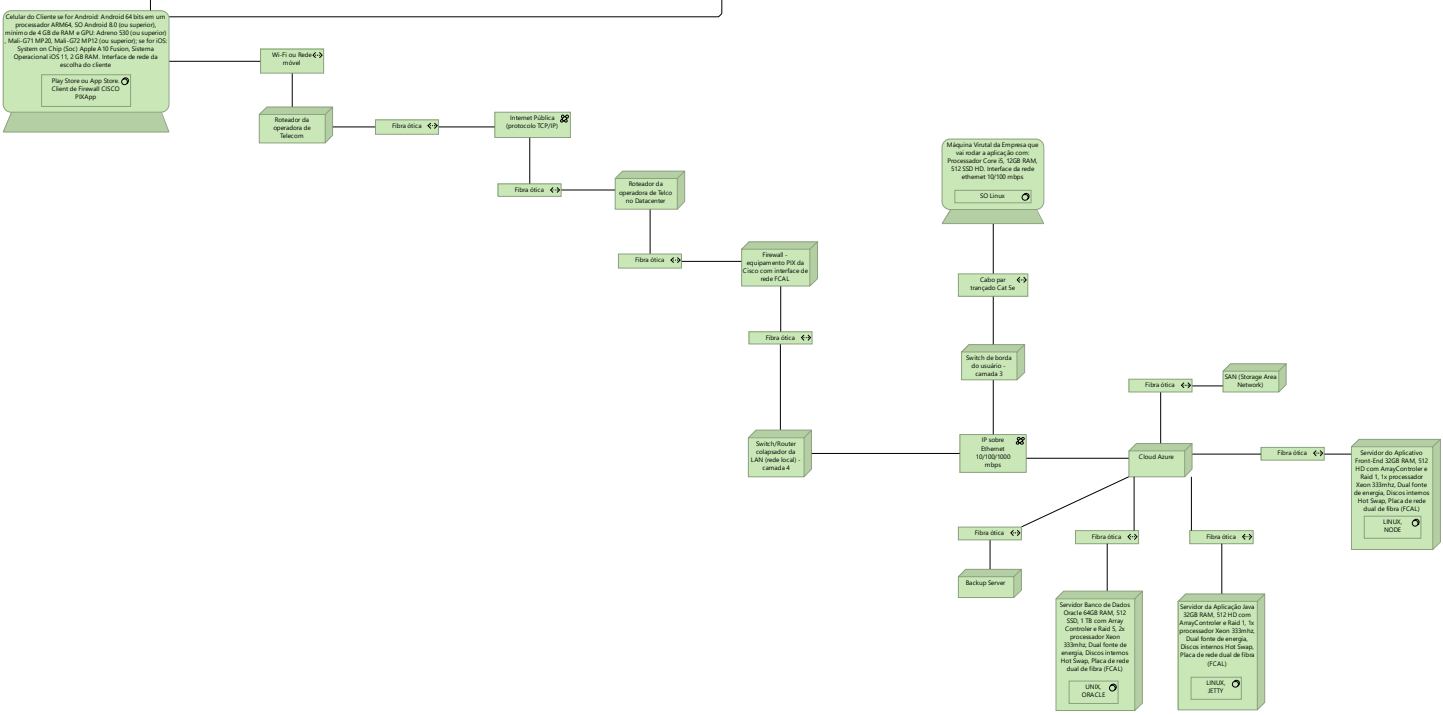 Celular do Cliente se for Android: Android 64 bits em um
processador ARM64, SO Android 8.0 (ou superior),
mínimo de 4 GB de RAM e GPU: Adreno 530 (ou superior)
, Mali-G71 MP20, Mali-G72 MP12 (ou superior); se for iOS:
System on Chip (Soc) Apple A10 Fusion, Sistema
Operacional iOS 11, 2 GB RAM. Interface de rede da
escolha do cliente
Play Store ou App Store.
Client de Firewall CISCO
PIXApp
Wi-Fi ou Rede
móvel
Roteador da
operadora de
Telecom
Fibra ótica
Internet Pública
(protocolo TCP/IP)
Fibra ótica
Roteador da
operadora de Telco
no Datacenter
Fibra ótica
Firewall -
equipamento PIX da
Cisco com interface de
rede FCAL
Fibra ótica
Switch/Router
colapsador da
LAN (rede local) -
camada 4
Máquina Virutal da Empresa que
vai rodar a aplicação com:
Processador Core i5, 12GB RAM,
512 SSD HD. Interface da rede
ethernet 10/100 mbps
SO Linux
Cabo par
trançado Cat 5e
Switch de borda
do usuário -
camada 3
IP sobre
Ethernet
10/100/1000
mbps
Fibra ótica
SAN (Storage Area
Network)
Cloud Azure
Fibra ótica
Servidor do Aplicativo
Front-End 32GB RAM, 512
HD com ArrayControler e
Raid 1, 1x processador
Xeon 333mhz, Dual fonte
de energia, Discos internos
Hot Swap, Placa de rede
dual de fibra (FCAL)
LINUX,
NODE
Fibra ótica
Backup Server
Fibra ótica
Servidor Banco de Dados
Oracle 64GB RAM, 512
SSD, 1 TB com Array
Controler e Raid 5, 2x
processador Xeon
333mhz, Dual fonte de
energia, Discos internos
Hot Swap, Placa de rede
dual de fibra (FCAL)
UNIX,
ORACLE
Fibra ótica
Servidor da Aplicação Java
32GB RAM, 512 HD com
ArrayControler e Raid 1, 1x
processador Xeon 333mhz,
Dual fonte de energia,
Discos internos Hot Swap,
Placa de rede dual de fibra
(FCAL)
LINUX,
JETTY